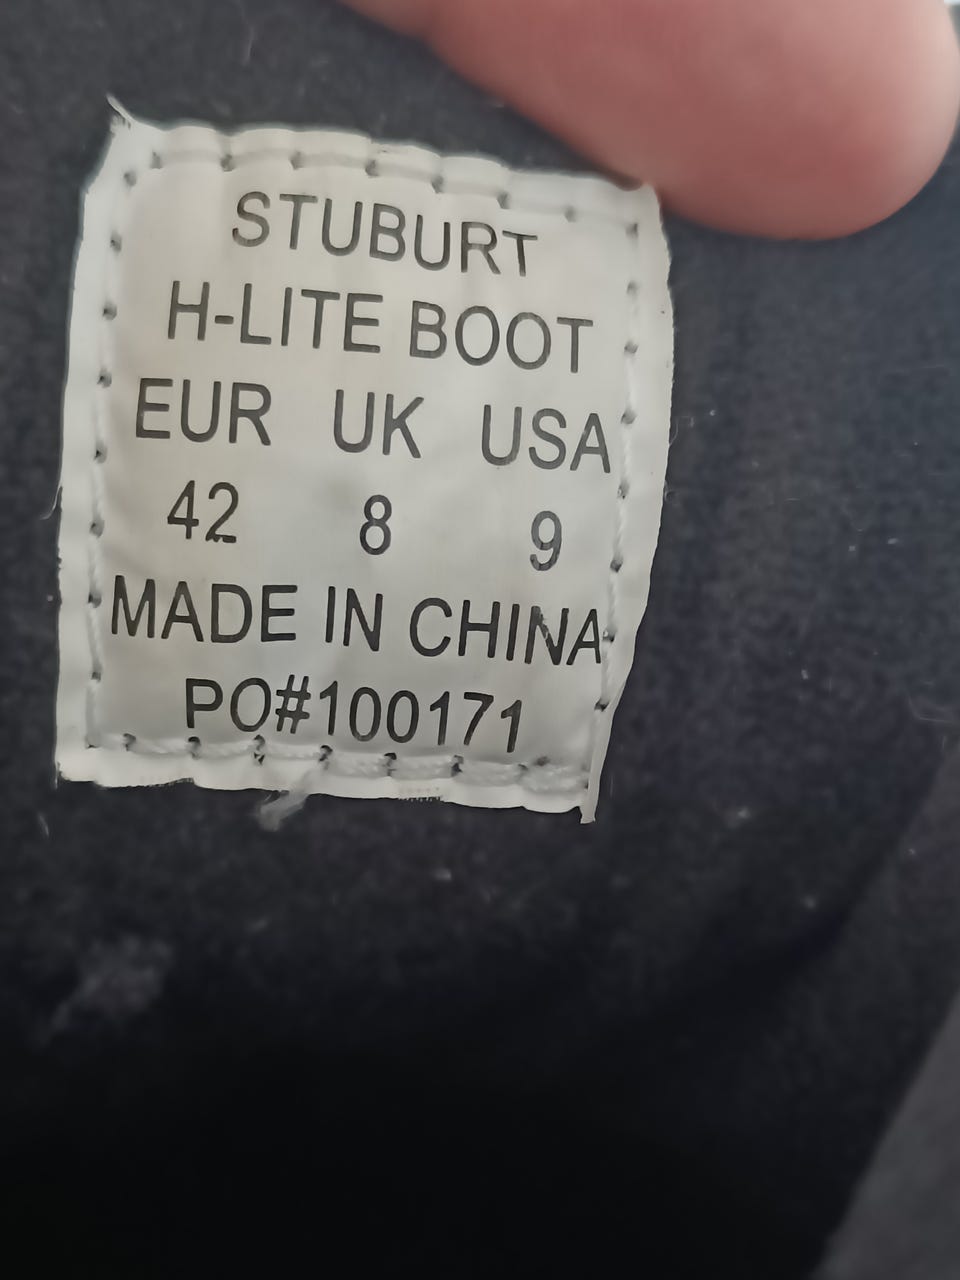 STUBURT
H-LITE BOOT
EUR UK USA
42 8 9
MADE IN CHINA
PO#100171